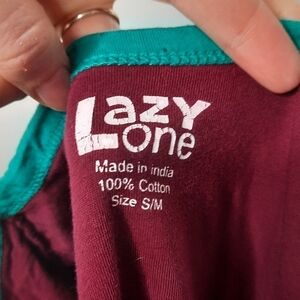 Lazy
One
Made in india
100% Cotton
Size S/M